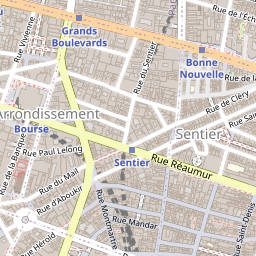 Rue Vivienne
Grands
Boulevards
Rue du Sentier
Rue de l'Éch
Bonne
Nouvelle
Rue de Cléry
Rue Sain
Arrondissement
Bourse
Sentier
Rue de la Banque
Rue Paul Lelong
Sentier
Rue Réaumur
Rue du Mail
Rue d'Aboukir
Rue Montmartre
Rue Mandar
Rue Hérold
Rue Saint-Denis